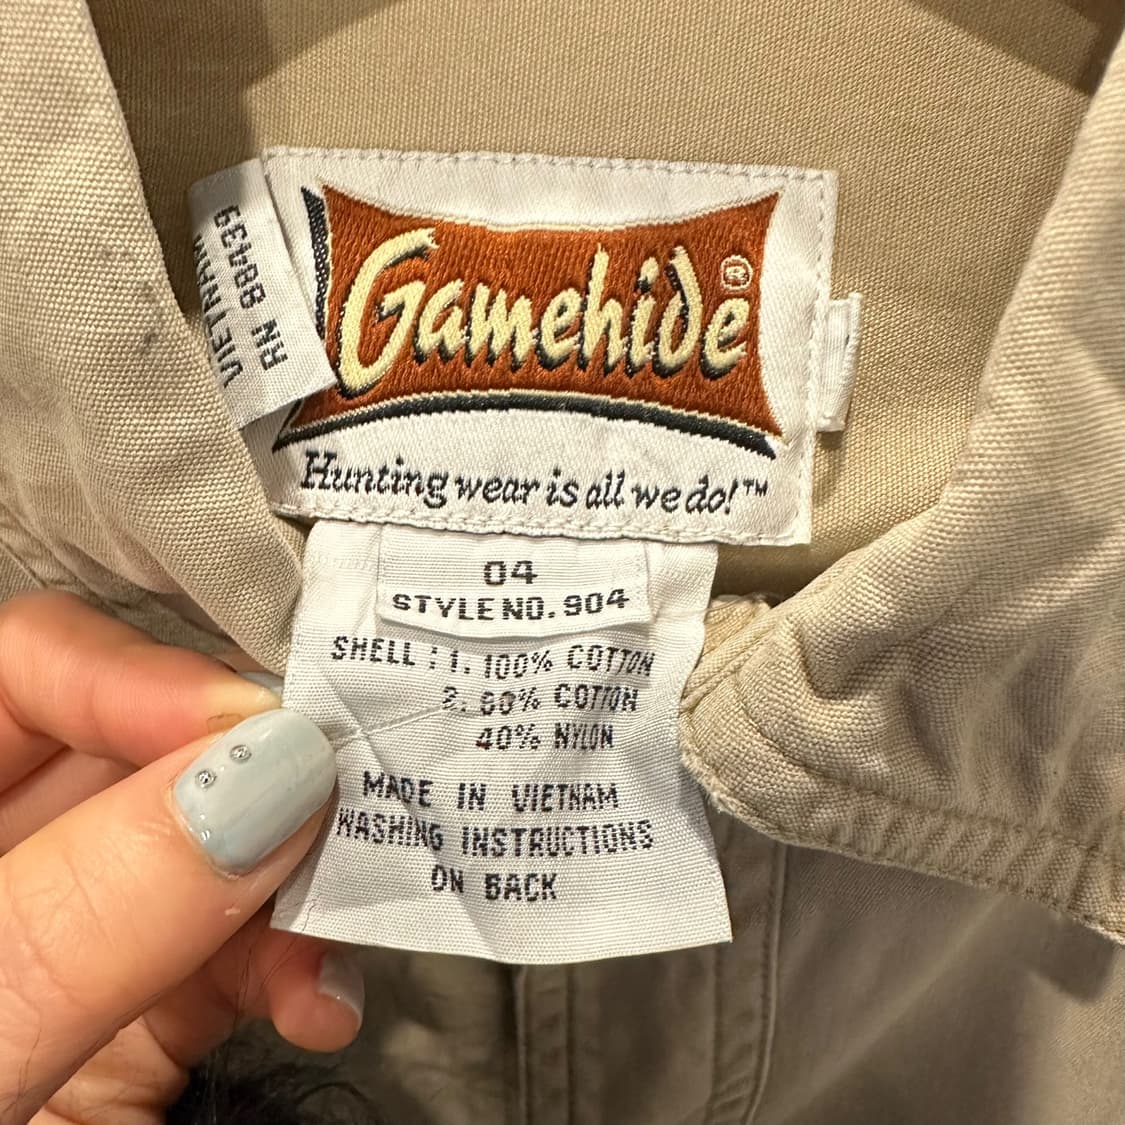 RN 88439
VIETNAM
Gamehide®
Hunting wear is all we do!™
04
STYLE NO. 904
SHELL : 1. 100% COTTON
2. 60% COTTON
40% NYLON
MADE IN VIETNAM
WASHING INSTRUCTIONS
ON BACK